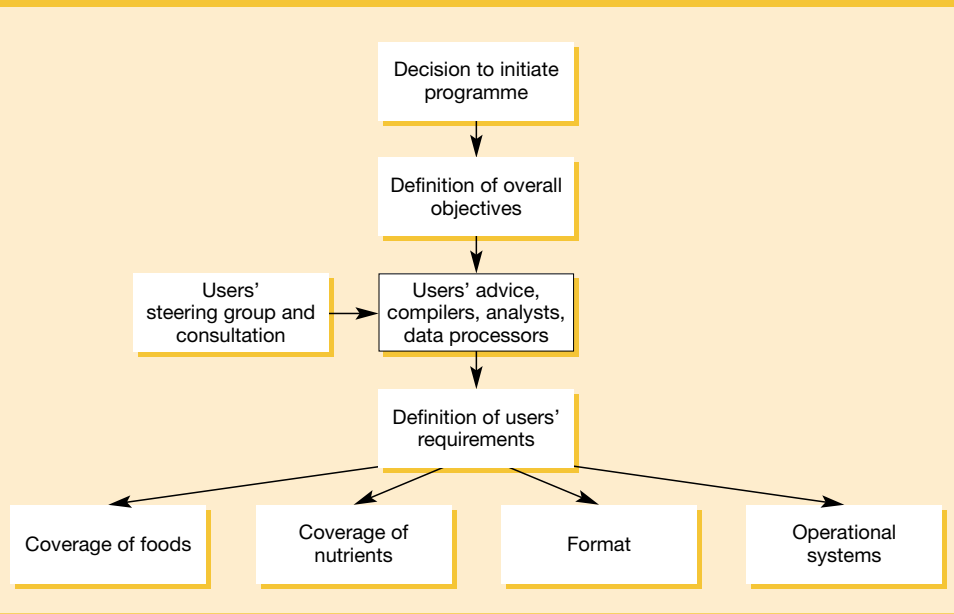 Decision to initiate
programme
Definition of overall
objectives
Users’
steering group and
consultation
Users’ advice,
compilers, analysts,
data processors
Definition of users’
requirements
Coverage of foods
Coverage of
nutrients
Format
Operational
systems